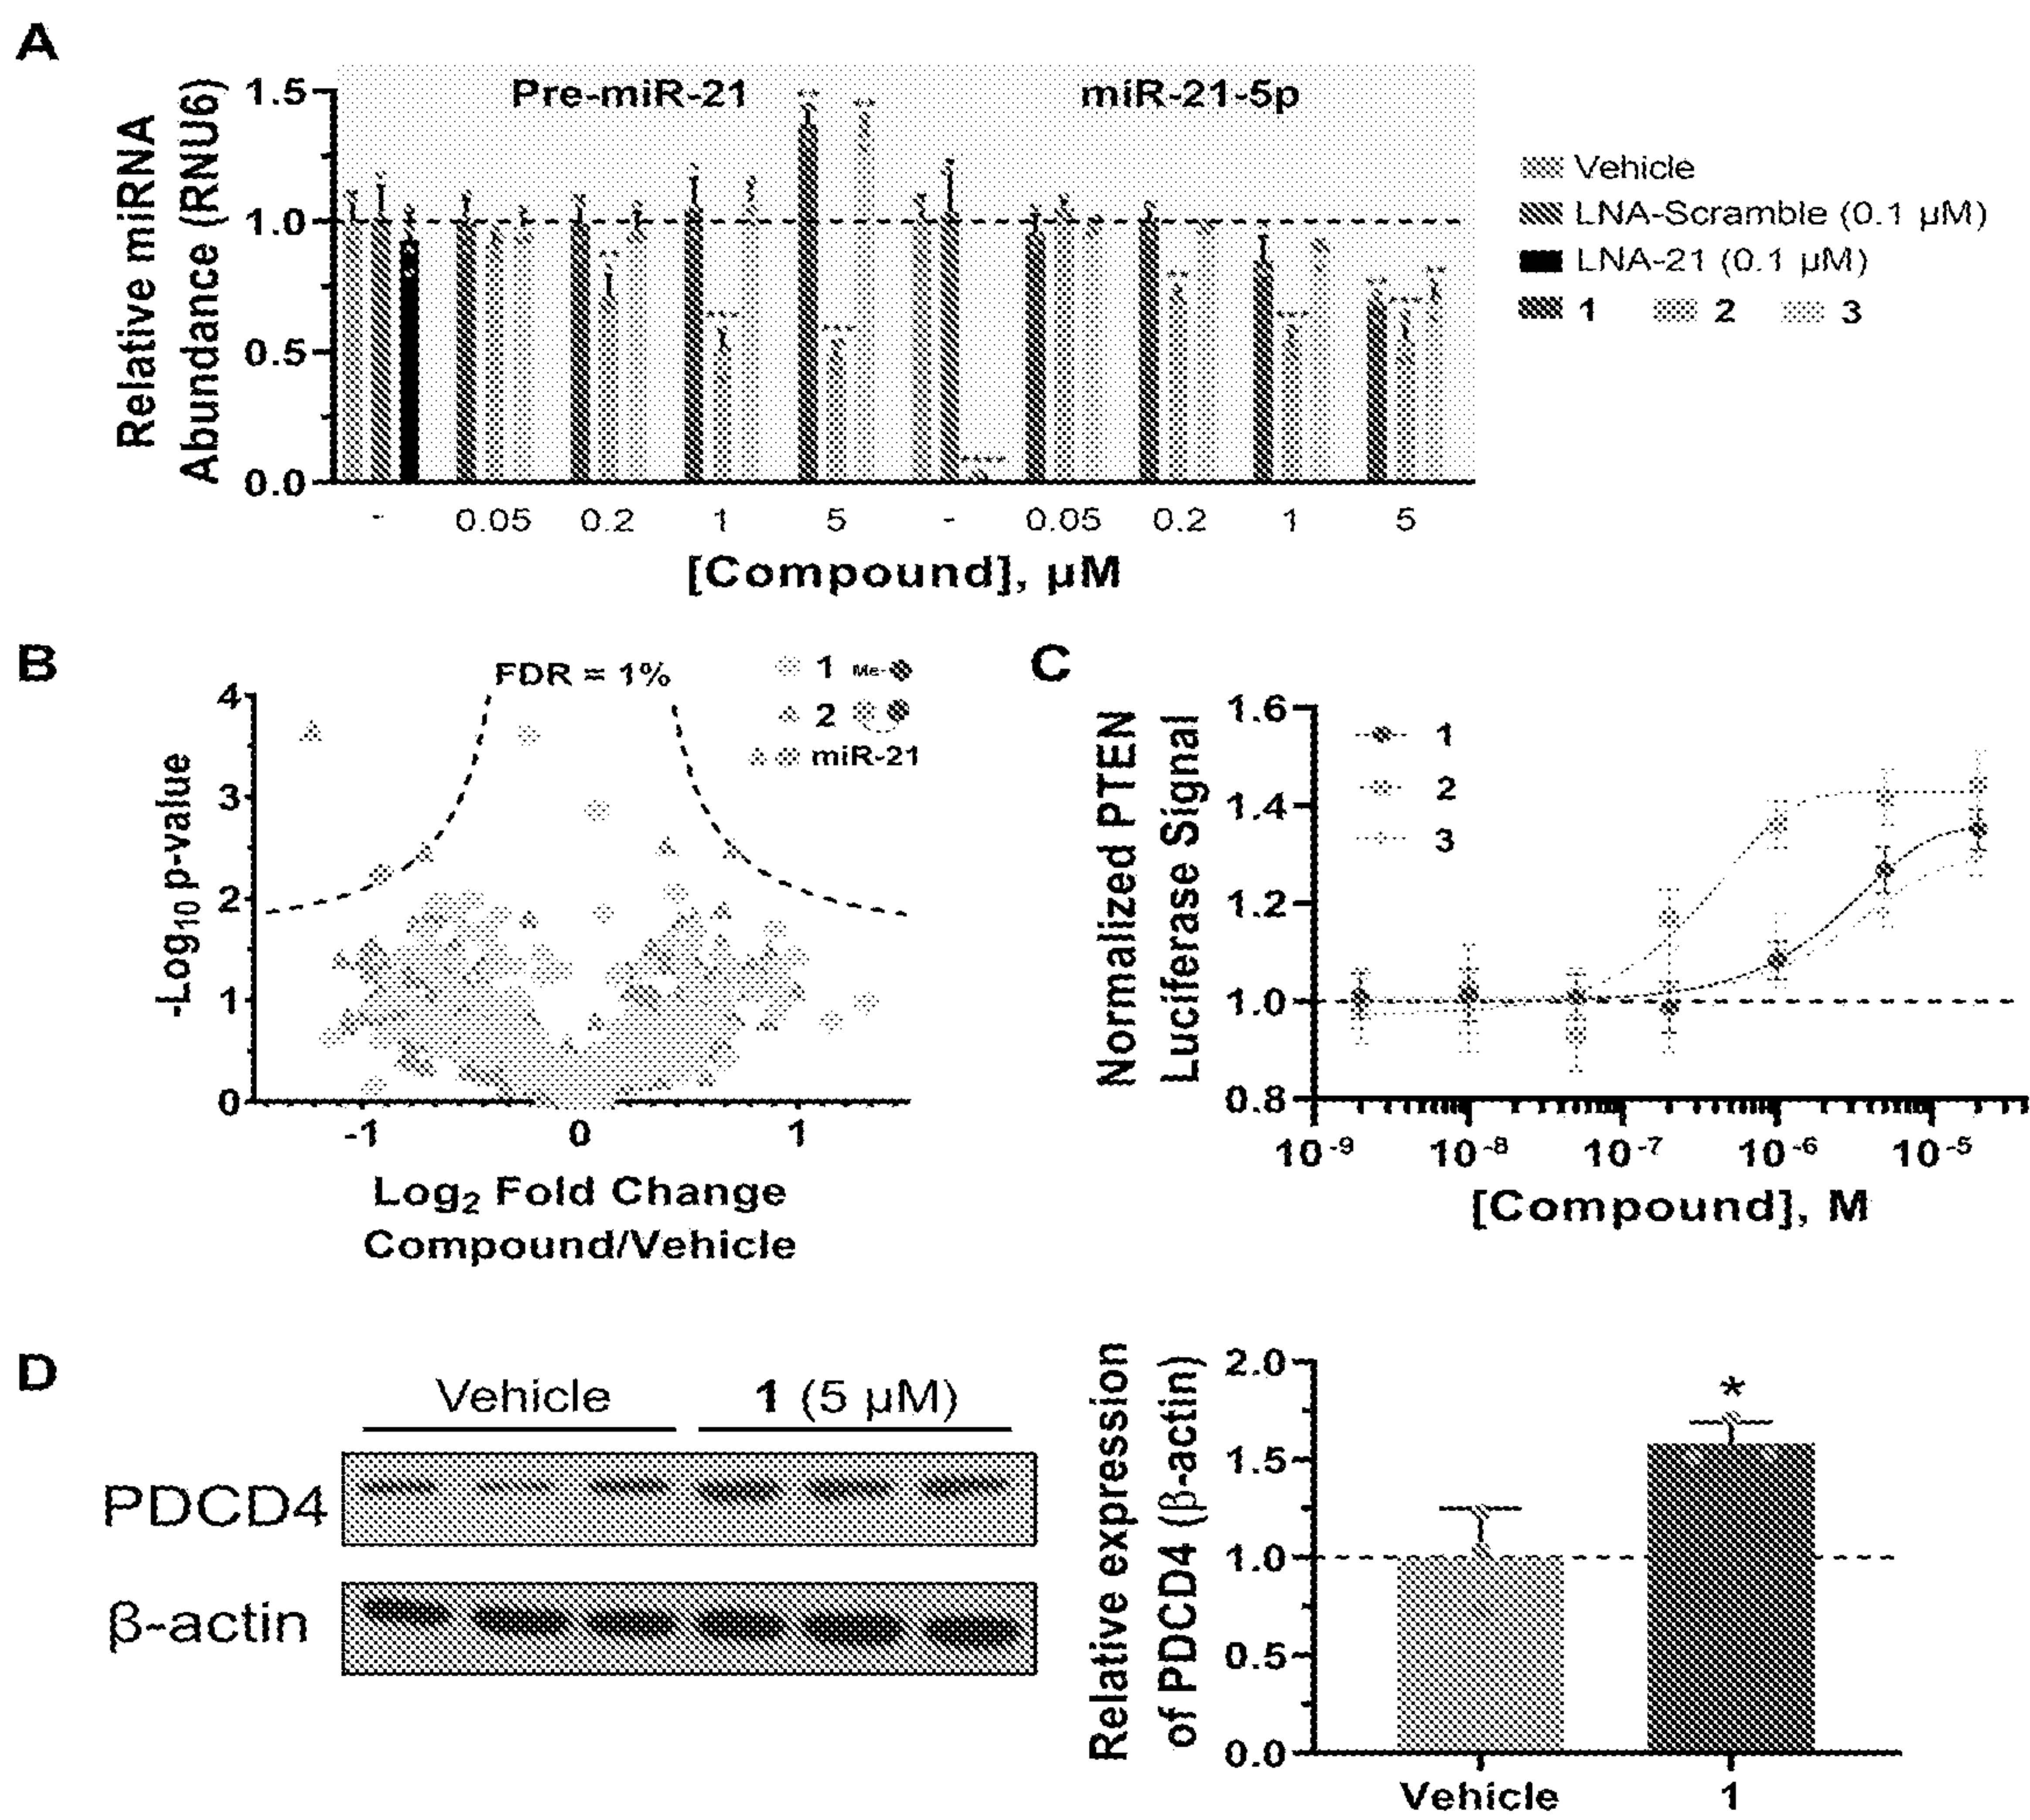 A
Relative miRNA
Abundance (RNU6)
1.5
1.0
0.5
0.0
Pre-miR-21
miR-21-5p
** ** ** *** *** **** ** *** ** *** **
- 0.05 0.2 1 5 - 0.05 0.2 1 5
[Compound], µM
Vehicle
LNA-Scramble (0.1 µM)
LNA-21 (0.1 µM)
1 2 3
B
FDR = 1%
1 Me-
2
miR-21
-Log10 p-value
4
3
2
1
0
-1 0 1
Log2 Fold Change
Compound/Vehicle
C
Normalized PTEN
Luciferase Signal
1.6
1.4
1.2
1.0
0.8
1
2
3
10-9 10-8 10-7 10-6 10-5
[Compound], M
D
Vehicle 1 (5 µM)
PDCD4
β-actin
Relative expression
of PDCD4 (β-actin)
2.0
1.5
1.0
0.5
0.0
*
Vehicle 1